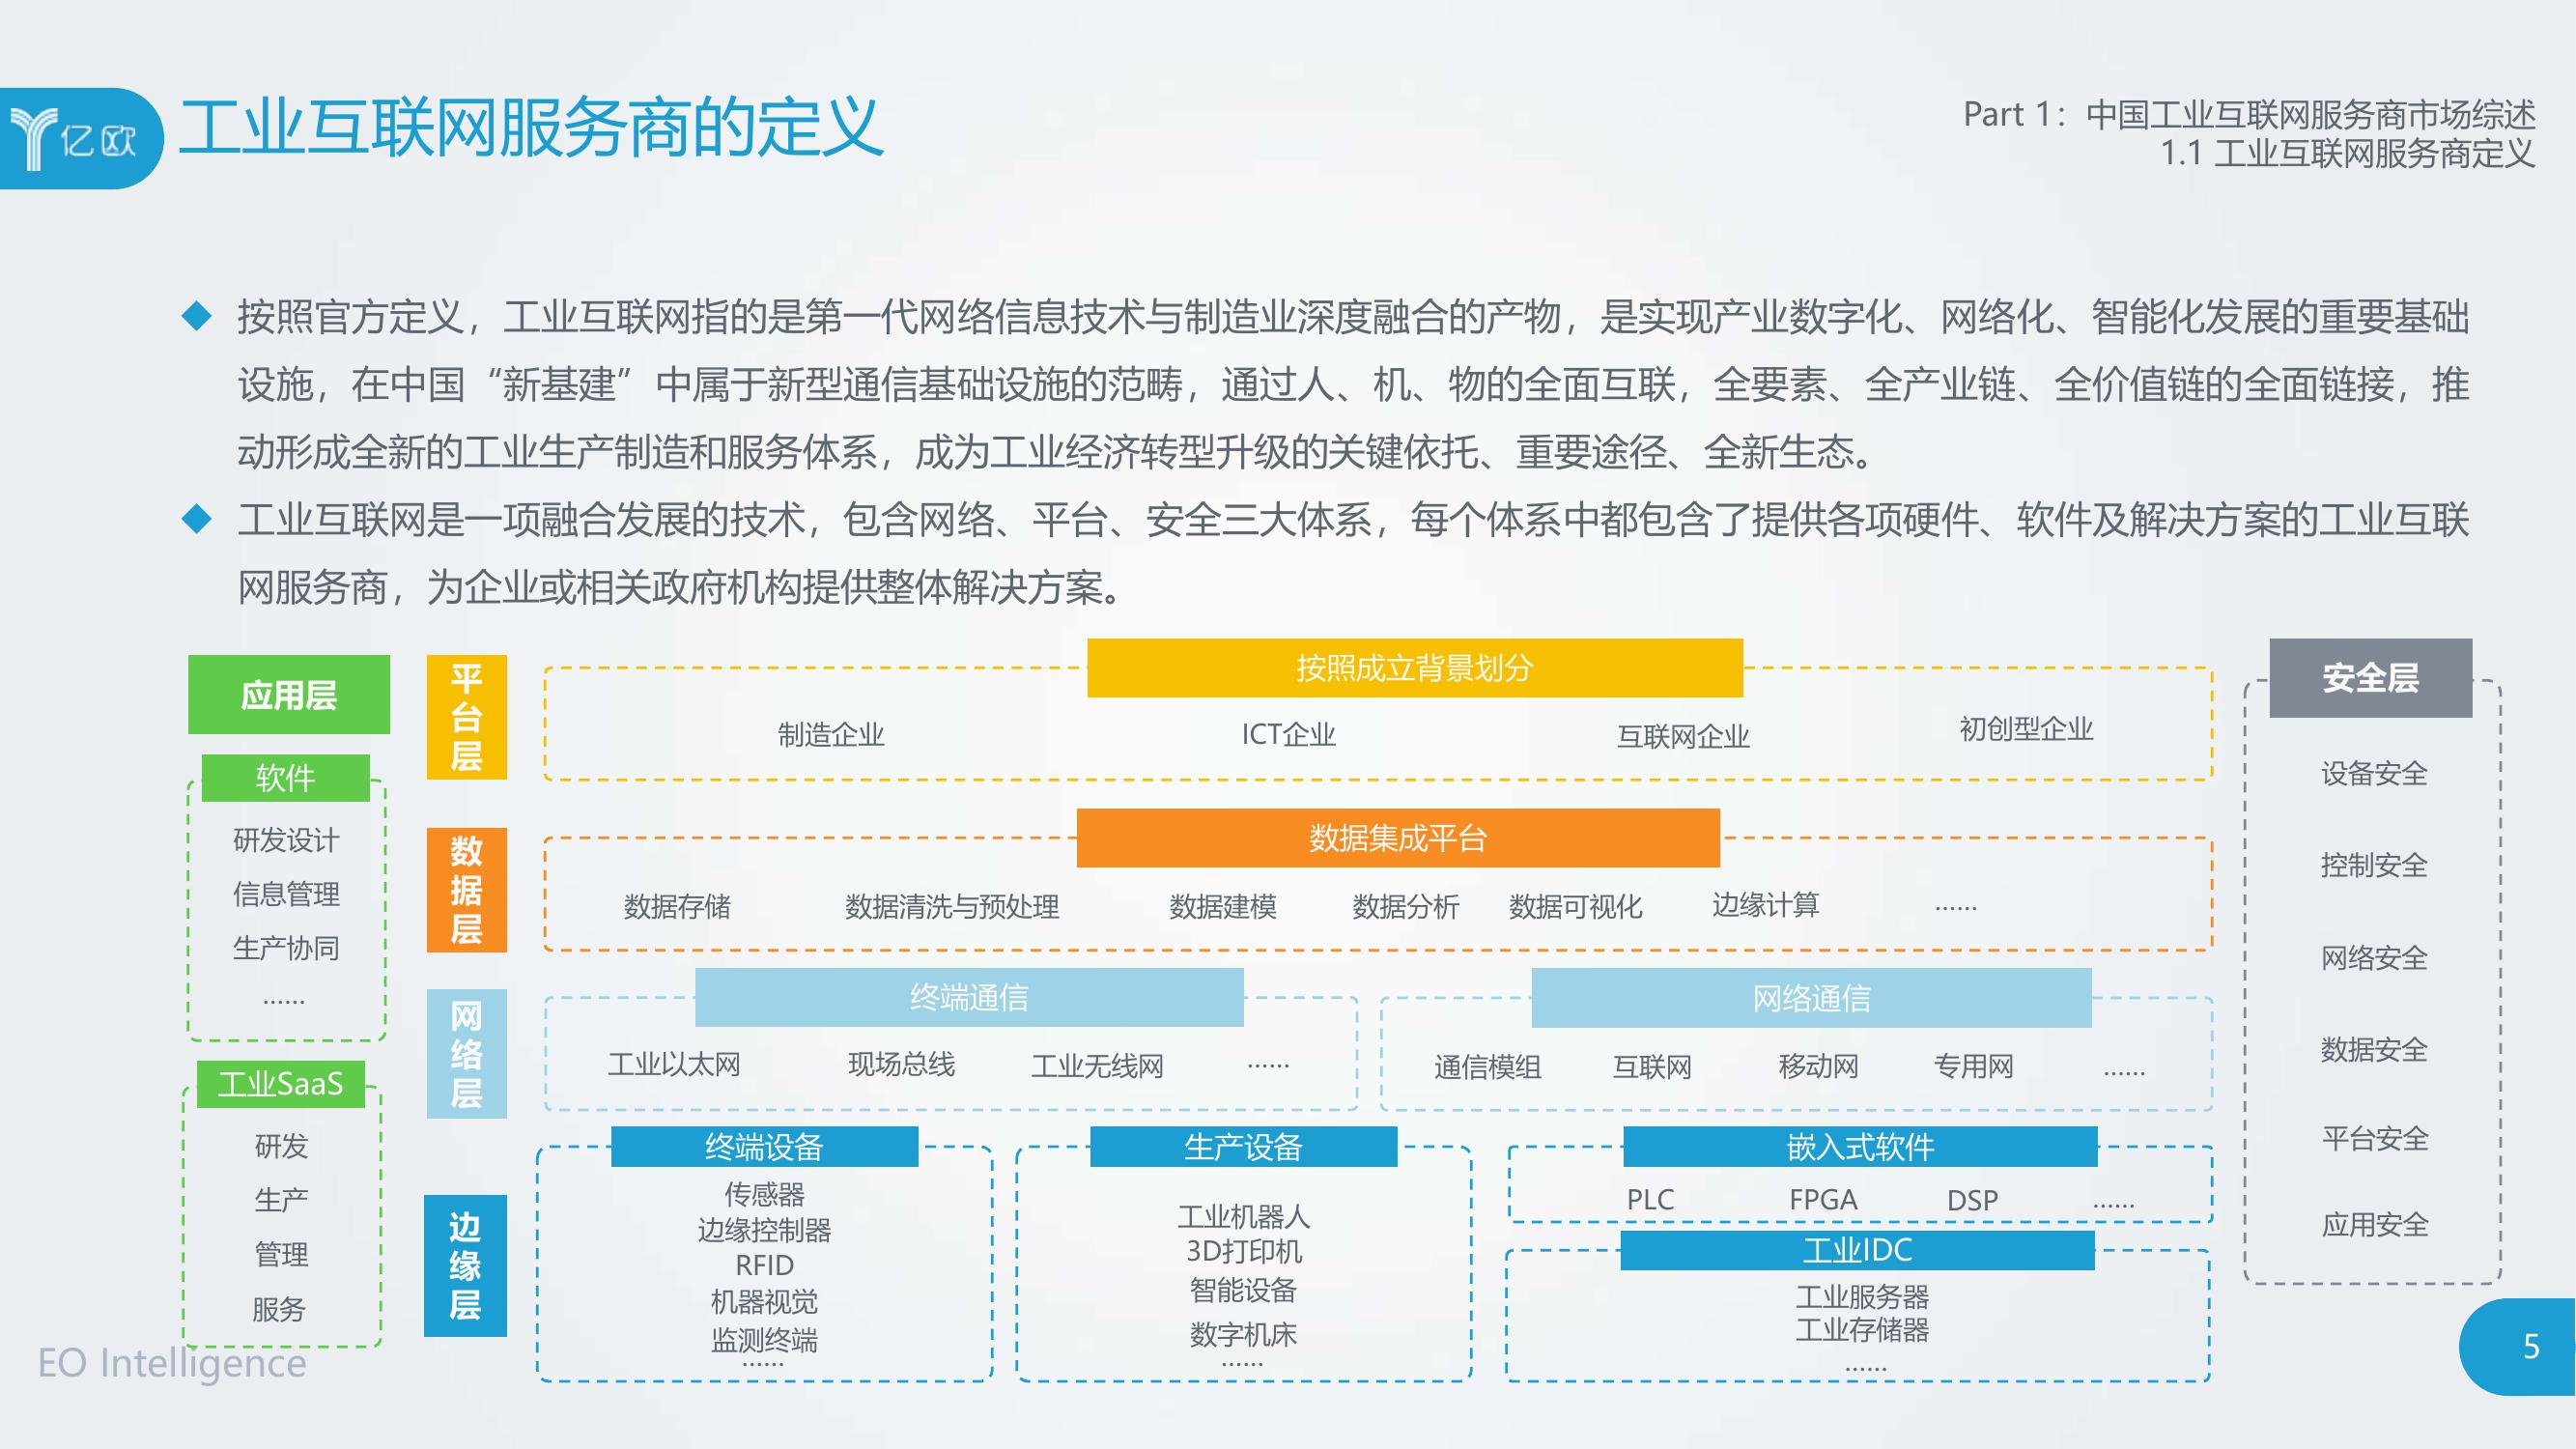 亿欧
工业互联网服务商的定义
Part 1：中国工业互联网服务商市场综述
1.1 工业互联网服务商定义
按照官方定义，工业互联网指的是第一代网络信息技术与制造业深度融合的产物，是实现产业数字化、网络化、智能化发展的重要基础
设施，在中国“新基建”中属于新型通信基础设施的范畴，通过人、机、物的全面互联，全要素、全产业链、全价值链的全面链接，推
动形成全新的工业生产制造和服务体系，成为工业经济转型升级的关键依托、重要途径、全新生态。
工业互联网是一项融合发展的技术，包含网络、平台、安全三大体系，每个体系中都包含了提供各项硬件、软件及解决方案的工业互联
网服务商，为企业或相关政府机构提供整体解决方案。
应用层
软件
研发设计
信息管理
生产协同
……
工业SaaS
研发
生产
管理
服务
平台层
按照成立背景划分
制造企业 ICT企业 互联网企业 初创型企业
数据层
数据集成平台
数据存储 数据清洗与预处理 数据建模 数据分析 数据可视化 边缘计算 ……
网络层
终端通信
工业以太网 现场总线 工业无线网 ……
网络通信
通信模组 互联网 移动网 专用网 ……
边缘层
终端设备
传感器
边缘控制器
RFID
机器视觉
监测终端
……
生产设备
工业机器人
3D打印机
智能设备
数字机床
……
嵌入式软件
PLC FPGA DSP ……
工业IDC
工业服务器
工业存储器
……
安全层
设备安全
控制安全
网络安全
数据安全
平台安全
应用安全
EO Intelligence
5